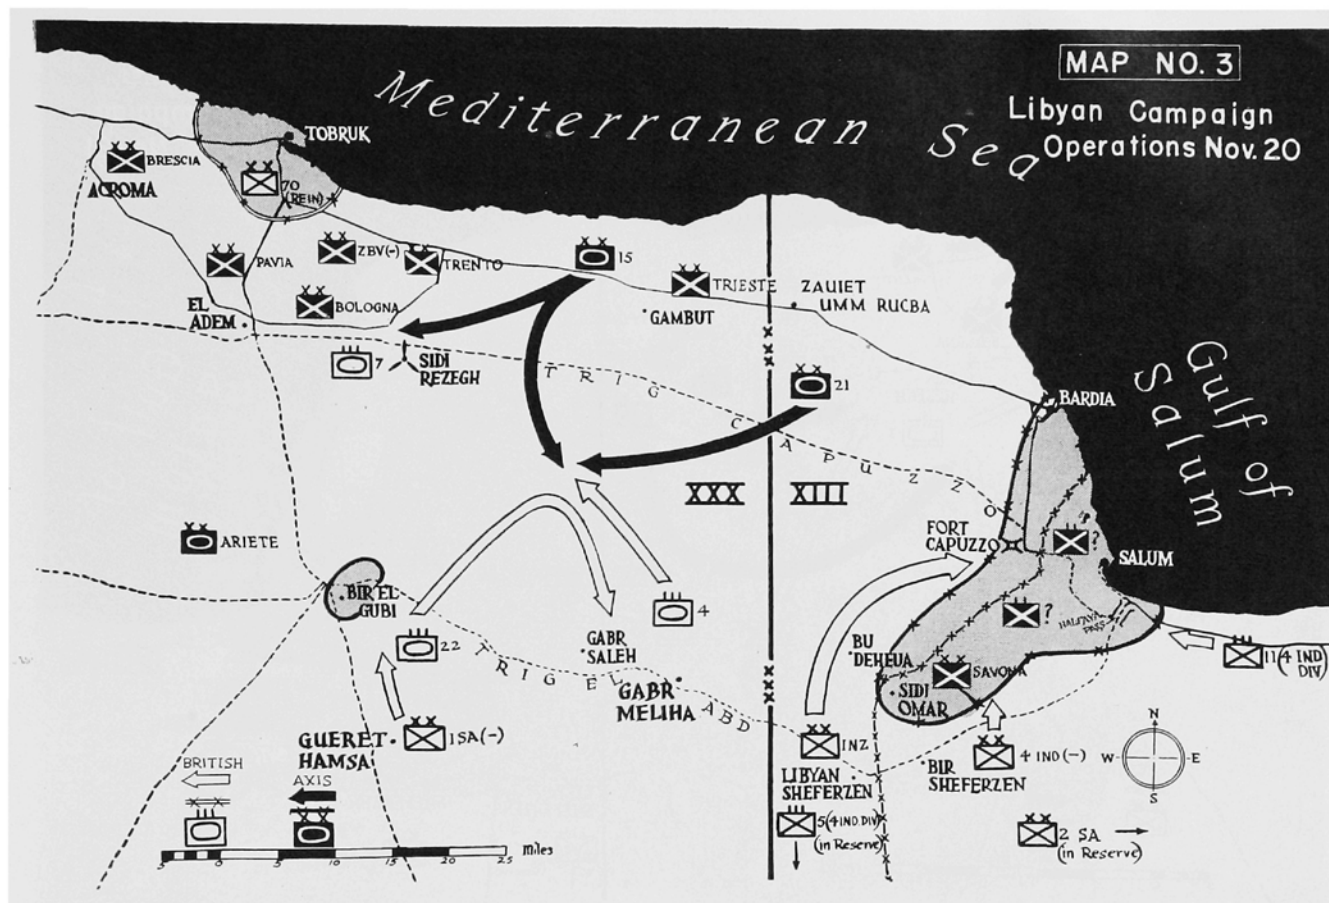 MAP NO. 3
Libyan Campaign
Operations Nov. 20
Mediterranean Sea
Gulf of
Salum
TOBRUK
BRESCIA
ACROMA
70
(REIN)
PAVIA
ZBV(-)
TRENTO
BOLOGNA
15
TRIESTE
GAMBUT
ZAUIET
UMM RUCBA
EL
ADEM
7
SIDI
REZEGH
TRIG CAPUZZO
21
BARDIA
XXX
XIII
ARIETE
FORT
CAPUZZO
?
SALUM
BIR EL
GUBI
4
?
HALFAYA
PASS
22
GABR
SALEH
BU
DEHEUA
SAVONA
11 (4 IND
DIV)
TRIG EL ABD
GABR
MELIHA
SIDI
OMAR
GUERET
HAMSA
1 SA (-)
1NZ
4 IND (-)
N
W
E
S
BRITISH
AXIS
LIBYAN
SHEFERZEN
BIR
SHEFERZEN
5 (4 IND. DIV)
(in Reserve)
2 SA
(in Reserve)
5 0 5 10 15 20 25 miles